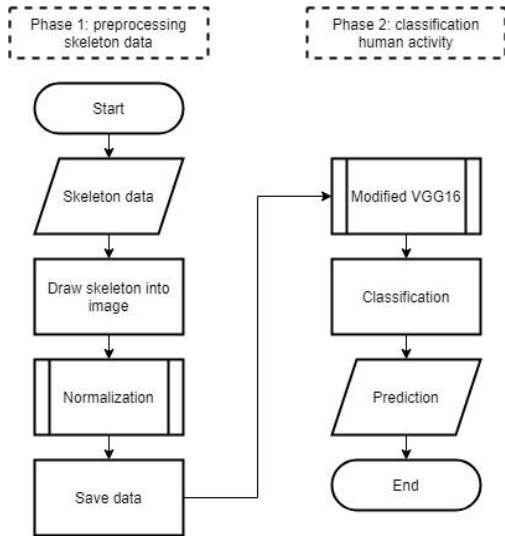 Phase 1: preprocessing
skeleton data
Start
Skeleton data
Draw skeleton into
image
Normalization
Save data
Phase 2: classification
human activity
Modified VGG16
Classification
Prediction
End